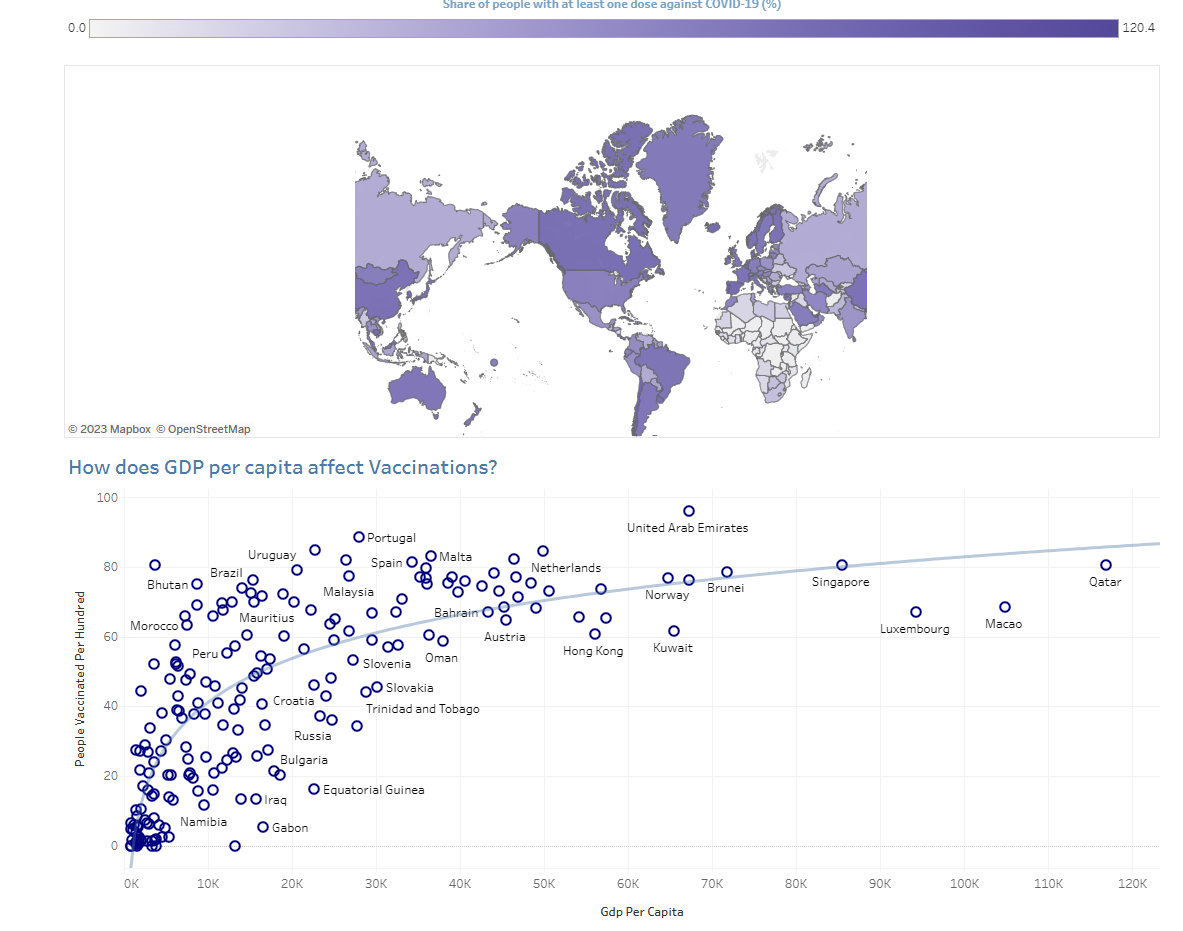 Share of people with at least one dose against COVID-19 (%)
0.0
120.4
© 2023 Mapbox © OpenStreetMap
How does GDP per capita affect Vaccinations?
People Vaccinated Per Hundred
100
80
60
40
20
0
United Arab Emirates
Portugal
Uruguay
Spain
Malta
Netherlands
Bhutan
Brazil
Malaysia
Norway
Brunei
Singapore
Qatar
Mauritius
Bahrain
Morocco
Austria
Luxembourg
Macao
Hong Kong
Kuwait
Peru
Slovenia
Oman
Slovakia
Croatia
Trinidad and Tobago
Russia
Bulgaria
Equatorial Guinea
Iraq
Namibia
Gabon
0K 10K 20K 30K 40K 50K 60K 70K 80K 90K 100K 110K 120K
Gdp Per Capita